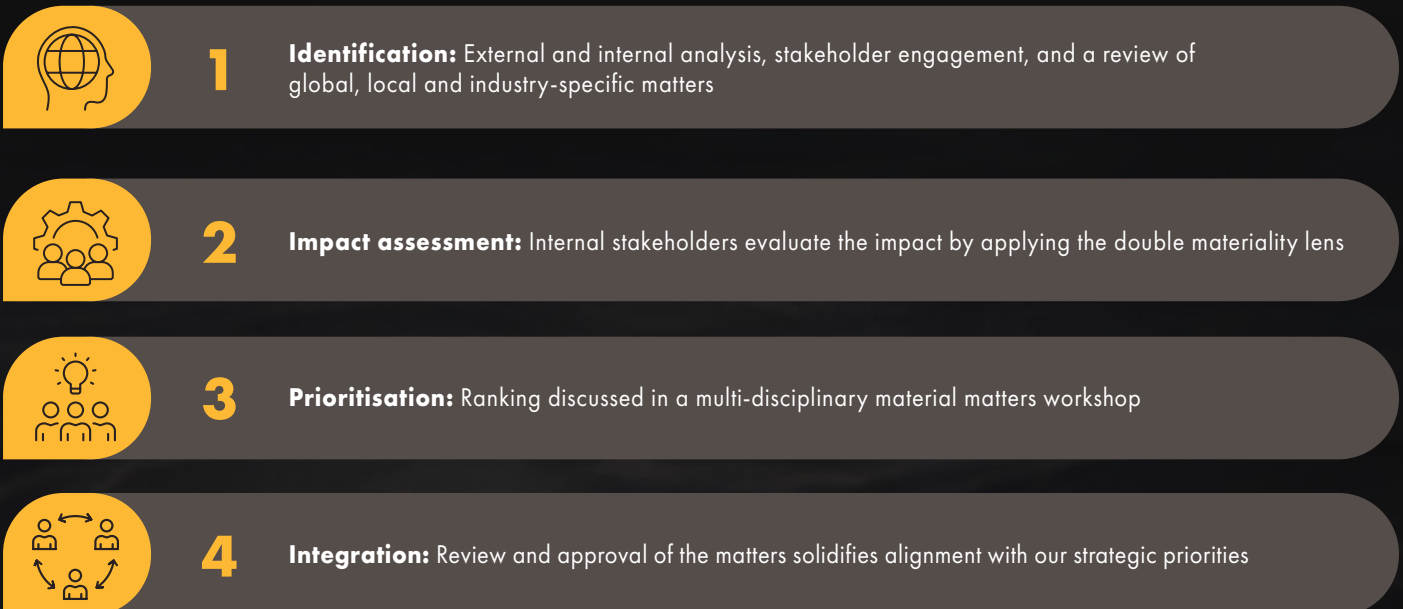 1
Identification: External and internal analysis, stakeholder engagement, and a review of
global, local and industry-specific matters
2
Impact assessment: Internal stakeholders evaluate the impact by applying the double materiality lens
3
Prioritisation: Ranking discussed in a multi-disciplinary material matters workshop
4
Integration: Review and approval of the matters solidifies alignment with our strategic priorities